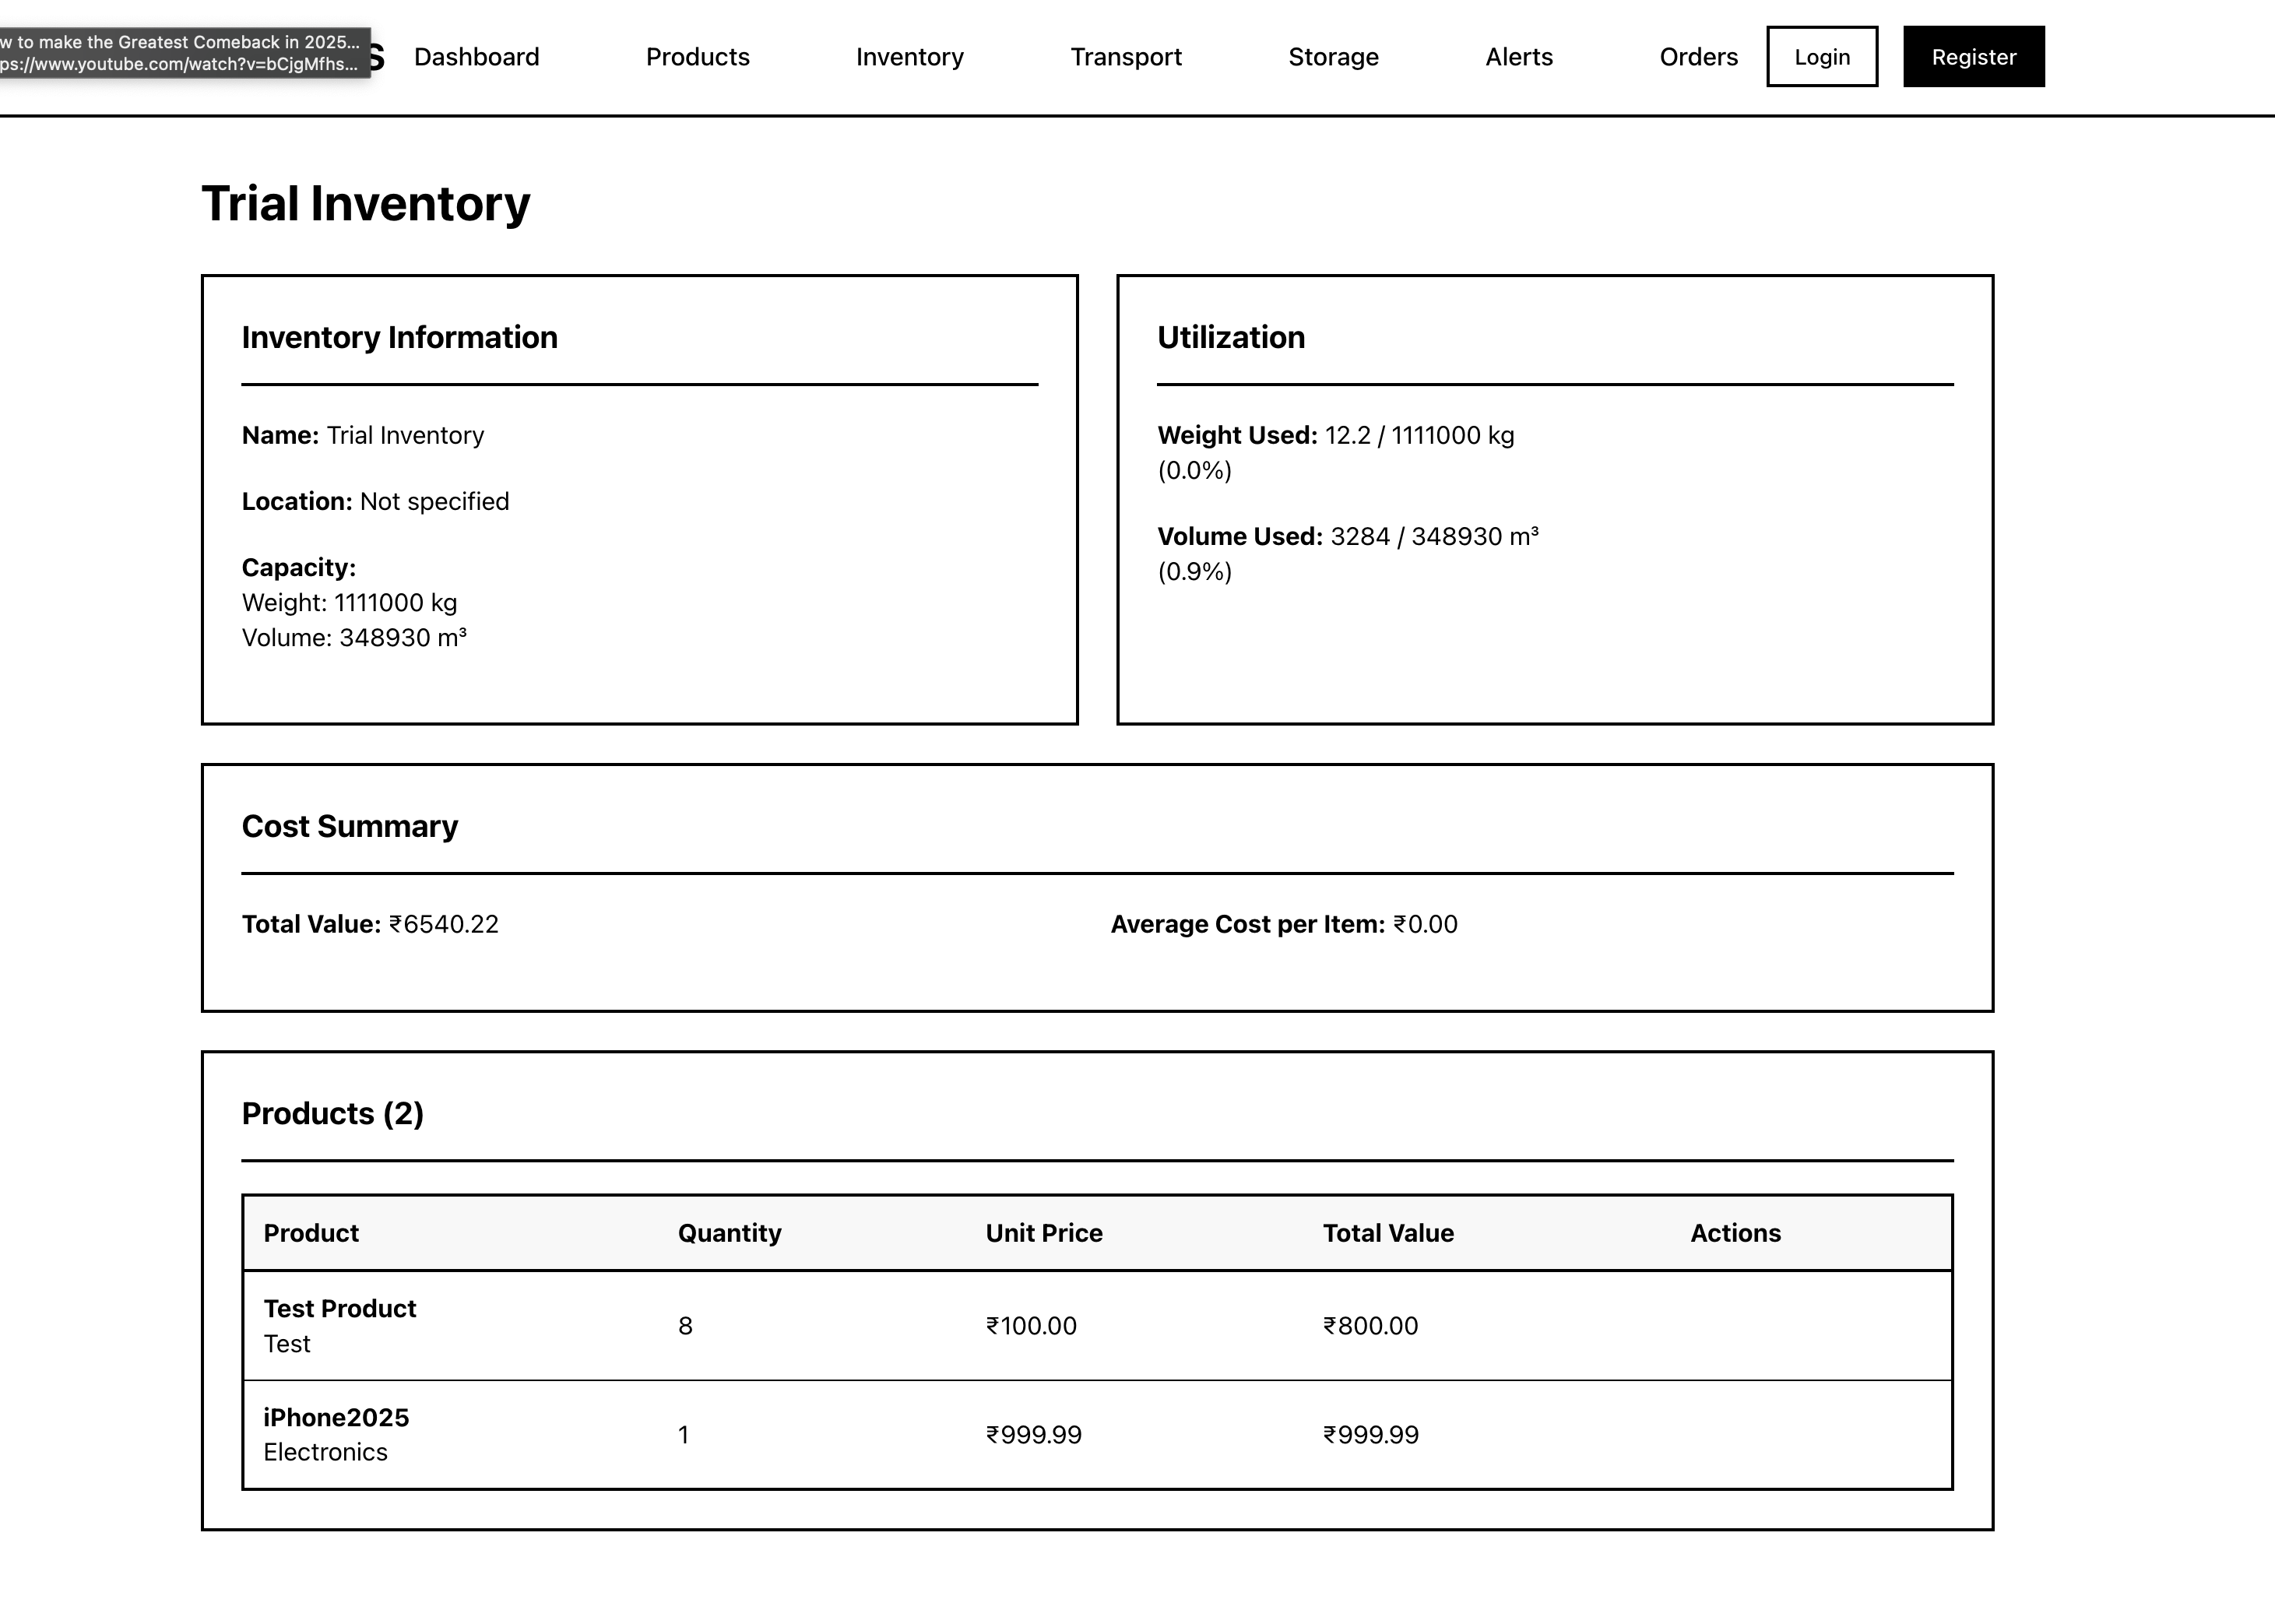 w to make the Greatest Comeback in 2025...
ps://www.youtube.com/watch?v=bCjgMfhs...
S Dashboard Products Inventory Transport Storage Alerts Orders Login Register
Trial Inventory
Inventory Information
Name: Trial Inventory
Location: Not specified
Capacity:
Weight: 1111000 kg
Volume: 348930 m³
Utilization
Weight Used: 12.2 / 1111000 kg
(0.0%)
Volume Used: 3284 / 348930 m³
(0.9%)
Cost Summary
Total Value: ₹6540.22 Average Cost per Item: ₹0.00
Products (2)
Product Quantity Unit Price Total Value Actions
Test Product
Test
8 ₹100.00 ₹800.00
iPhone2025
Electronics
1 ₹999.99 ₹999.99